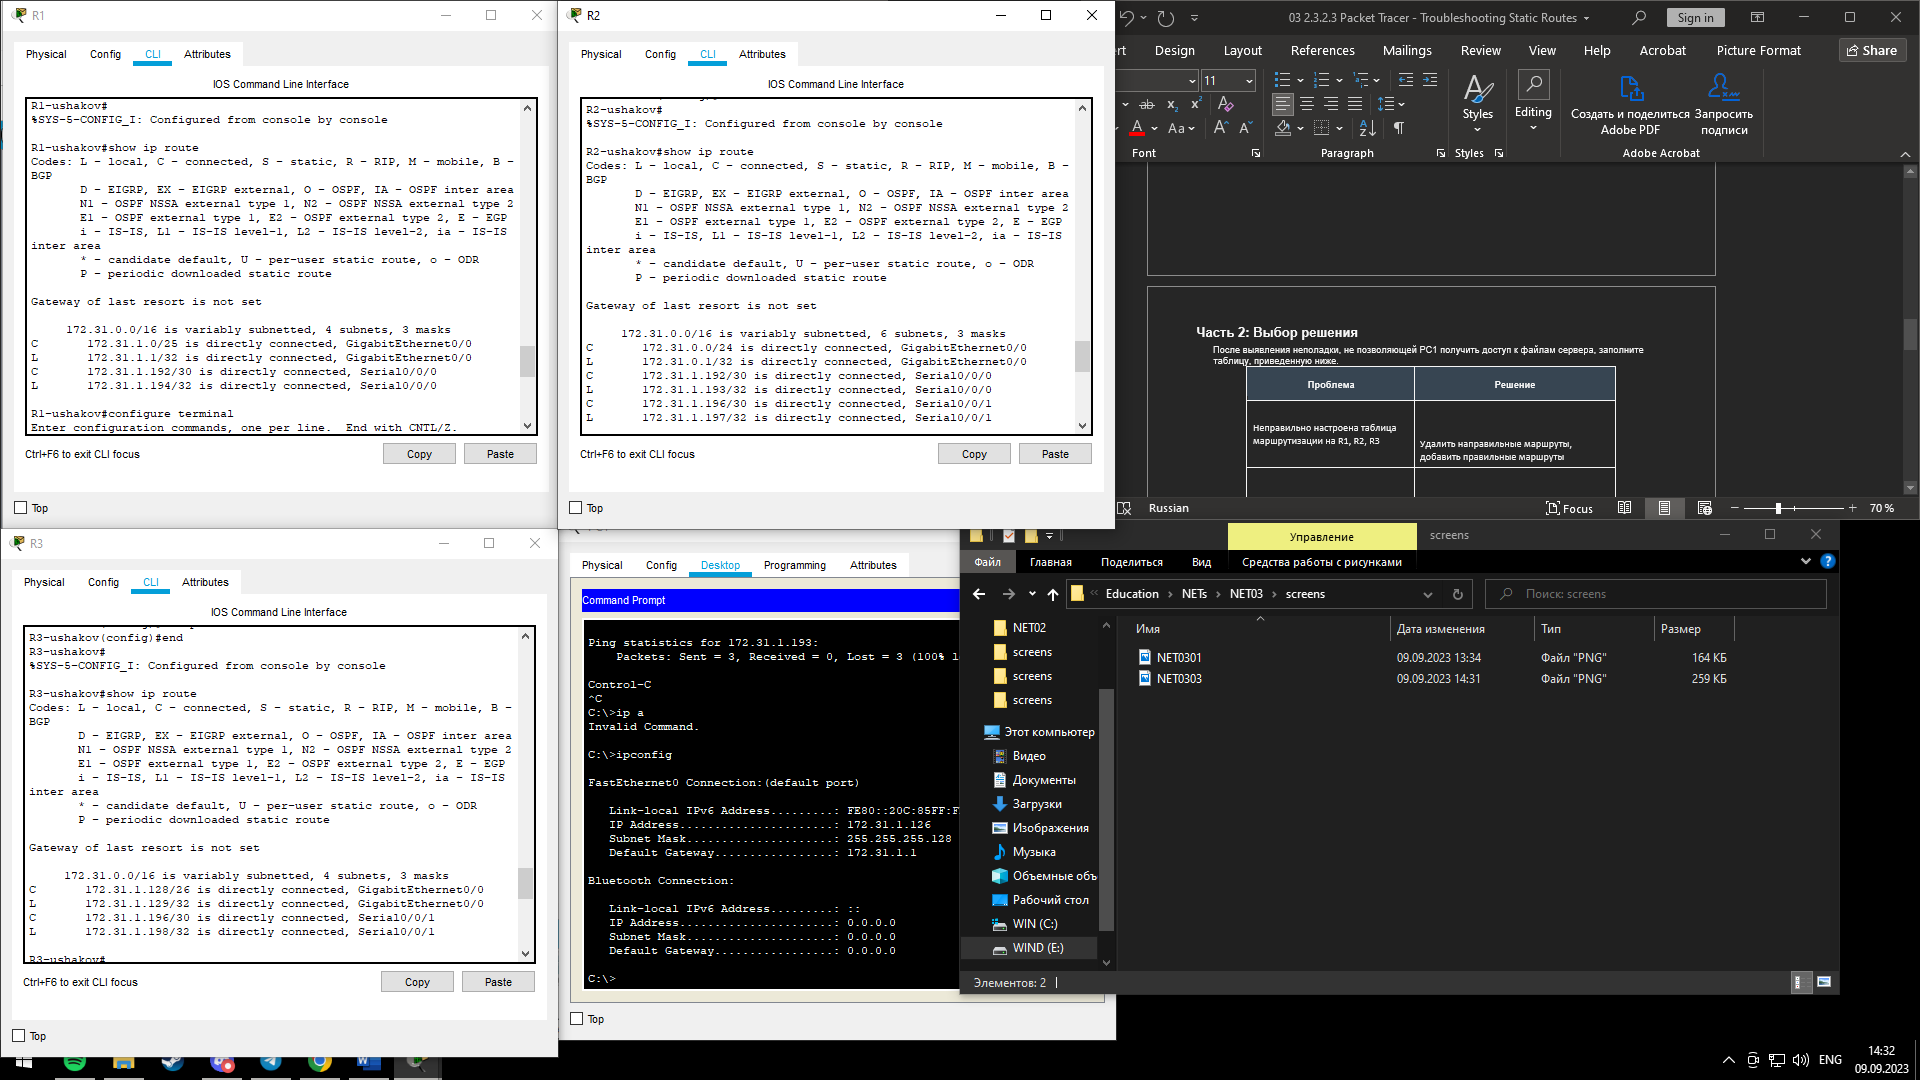 R1
Physical Config CLI Attributes
IOS Command Line Interface
R1-ushakov#
%SYS-5-CONFIG_I: Configured from console by console
R1-ushakov#show ip route
Codes: L - local, C - connected, S - static, R - RIP, M - mobile, B -
BGP
D - EIGRP, EX - EIGRP external, O - OSPF, IA - OSPF inter area
N1 - OSPF NSSA external type 1, N2 - OSPF NSSA external type 2
E1 - OSPF external type 1, E2 - OSPF external type 2, E - EGP
i - IS-IS, L1 - IS-IS level-1, L2 - IS-IS level-2, ia - IS-IS
inter area
* - candidate default, U - per-user static route, o - ODR
P - periodic downloaded static route
Gateway of last resort is not set
172.31.0.0/16 is variably subnetted, 4 subnets, 3 masks
C 172.31.1.0/25 is directly connected, GigabitEthernet0/0
L 172.31.1.1/32 is directly connected, GigabitEthernet0/0
C 172.31.1.192/30 is directly connected, Serial0/0/0
L 172.31.1.194/32 is directly connected, Serial0/0/0
R1-ushakov#configure terminal
Enter configuration commands, one per line. End with CNTL/Z.
Ctrl+F6 to exit CLI focus
Copy Paste
Top
R2
Physical Config CLI Attributes
IOS Command Line Interface
R2-ushakov#
%SYS-5-CONFIG_I: Configured from console by console
R2-ushakov#show ip route
Codes: L - local, C - connected, S - static, R - RIP, M - mobile, B -
BGP
D - EIGRP, EX - EIGRP external, O - OSPF, IA - OSPF inter area
N1 - OSPF NSSA external type 1, N2 - OSPF NSSA external type 2
E1 - OSPF external type 1, E2 - OSPF external type 2, E - EGP
i - IS-IS, L1 - IS-IS level-1, L2 - IS-IS level-2, ia - IS-IS
inter area
* - candidate default, U - per-user static route, o - ODR
P - periodic downloaded static route
Gateway of last resort is not set
172.31.0.0/16 is variably subnetted, 6 subnets, 3 masks
C 172.31.0.0/24 is directly connected, GigabitEthernet0/0
L 172.31.0.1/32 is directly connected, GigabitEthernet0/0
C 172.31.1.192/30 is directly connected, Serial0/0/0
L 172.31.1.193/32 is directly connected, Serial0/0/0
C 172.31.1.196/30 is directly connected, Serial0/0/1
L 172.31.1.197/32 is directly connected, Serial0/0/1
Ctrl+F6 to exit CLI focus
Copy Paste
Top
03 2.3.2.3 Packet Tracer - Troubleshooting Static Routes
Sign in
Design Layout References Mailings Review View Help Acrobat Picture Format Share
11
Styles
Editing
Создать и поделиться
Adobe PDF
Запросить
подписи
Font Paragraph Styles Adobe Acrobat
Часть 2: Выбор решения
После выявления неполадки, не позволяющей PC1 получить доступ к файлам сервера, заполните
таблицу, приведенную ниже.
Проблема Решение
Неправильно настроена таблица
маршрутизации на R1, R2, R3
Удалить направильные маршруты,
добавить правильные маршруты
Russian Focus 70 %
R3
Physical Config CLI Attributes
IOS Command Line Interface
R3-ushakov(config)#end
R3-ushakov#
%SYS-5-CONFIG_I: Configured from console by console
R3-ushakov#show ip route
Codes: L - local, C - connected, S - static, R - RIP, M - mobile, B -
BGP
D - EIGRP, EX - EIGRP external, O - OSPF, IA - OSPF inter area
N1 - OSPF NSSA external type 1, N2 - OSPF NSSA external type 2
E1 - OSPF external type 1, E2 - OSPF external type 2, E - EGP
i - IS-IS, L1 - IS-IS level-1, L2 - IS-IS level-2, ia - IS-IS
inter area
* - candidate default, U - per-user static route, o - ODR
P - periodic downloaded static route
Gateway of last resort is not set
172.31.0.0/16 is variably subnetted, 4 subnets, 3 masks
C 172.31.1.128/26 is directly connected, GigabitEthernet0/0
L 172.31.1.129/32 is directly connected, GigabitEthernet0/0
C 172.31.1.196/30 is directly connected, Serial0/0/1
L 172.31.1.198/32 is directly connected, Serial0/0/1
R3-ushakov#
Ctrl+F6 to exit CLI focus
Copy Paste
Top
Physical Config Desktop Programming Attributes
Command Prompt
Ping statistics for 172.31.1.193:
Packets: Sent = 3, Received = 0, Lost = 3 (100%
Control-C
^C
C:\>ip a
Invalid Command.
C:\>ipconfig
FastEthernet0 Connection:(default port)
Link-local IPv6 Address.........: FE80::20C:85FF:F
IP Address......................: 172.31.1.126
Subnet Mask.....................: 255.255.255.128
Default Gateway.................: 172.31.1.1
Bluetooth Connection:
Link-local IPv6 Address.........: ::
IP Address......................: 0.0.0.0
Subnet Mask.....................: 0.0.0.0
Default Gateway.................: 0.0.0.0
C:\>
Top
Управление screens
Файл Главная Поделиться Вид Средства работы с рисунками
Education NETs NET03 screens
Поиск: screens
NET02
screens
screens
screens
Этот компьютер
Видео
Документы
Загрузки
Изображения
Музыка
Объемные объ
Рабочий стол
WIN (C:)
WIND (E:)
Имя Дата изменения Тип Размер
NET0301 09.09.2023 13:34 Файл "PNG" 164 КБ
NET0303 09.09.2023 14:31 Файл "PNG" 259 КБ
Элементов: 2
ENG
14:32
09.09.2023